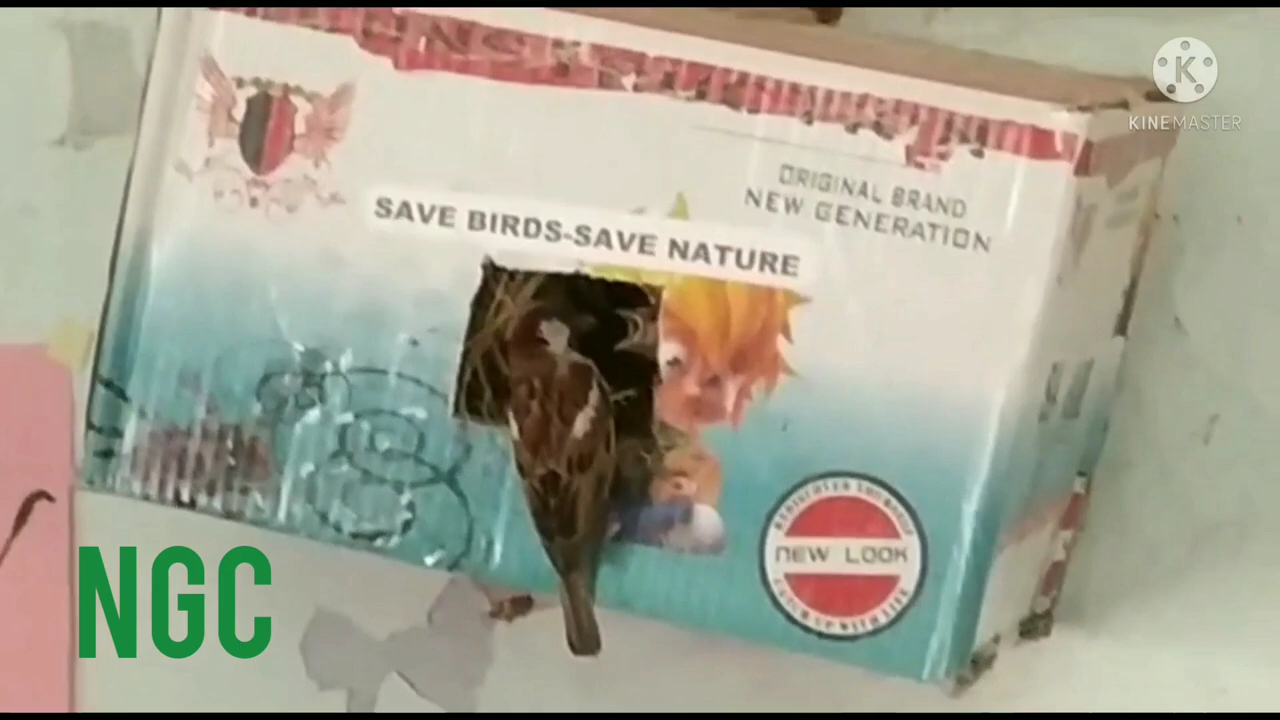 KINEMASTER
ORIGINAL BRAND
NEW GENERATION
SAVE BIRDS-SAVE NATURE
NEW LOOK
NGC